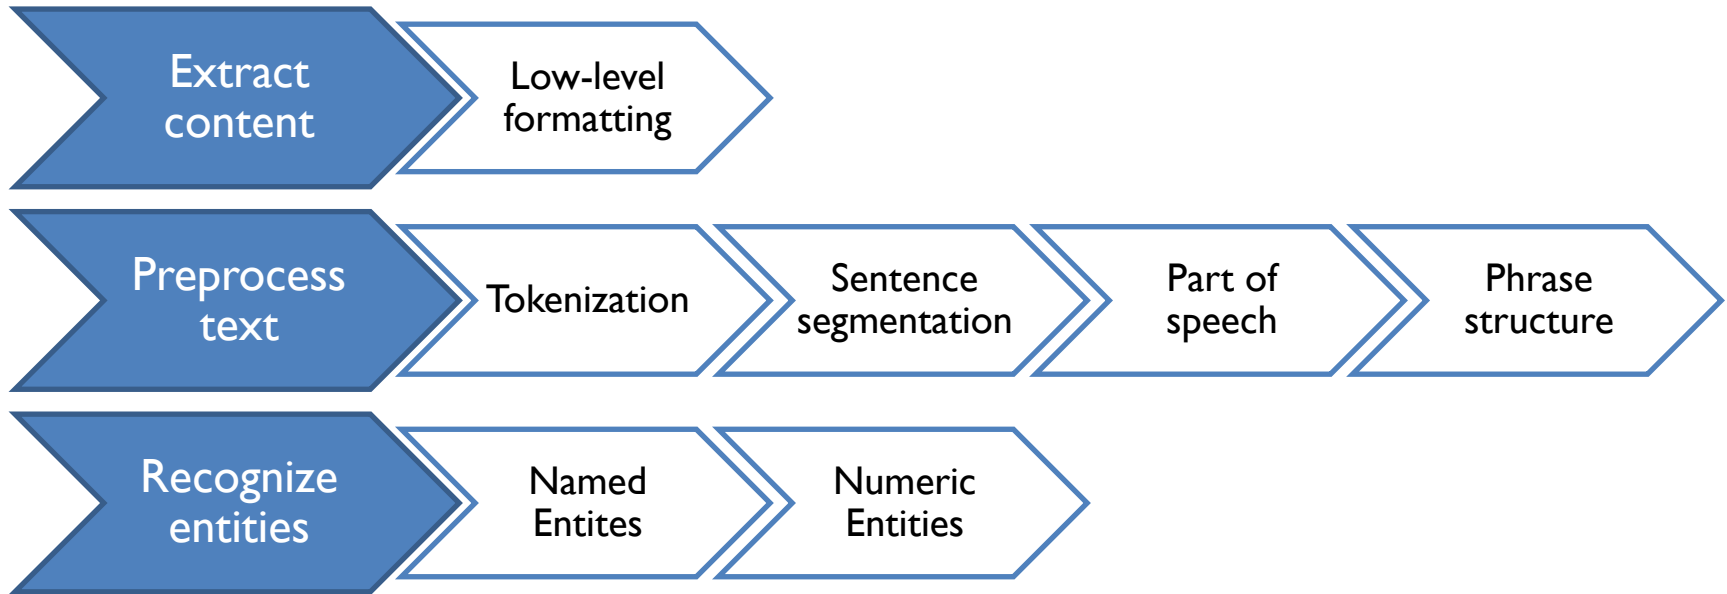 Extract
content
Low-level
formatting
Preprocess
text
Tokenization
Sentence
segmentation
Part of
speech
Phrase
structure
Recognize
entities
Named
Entites
Numeric
Entities